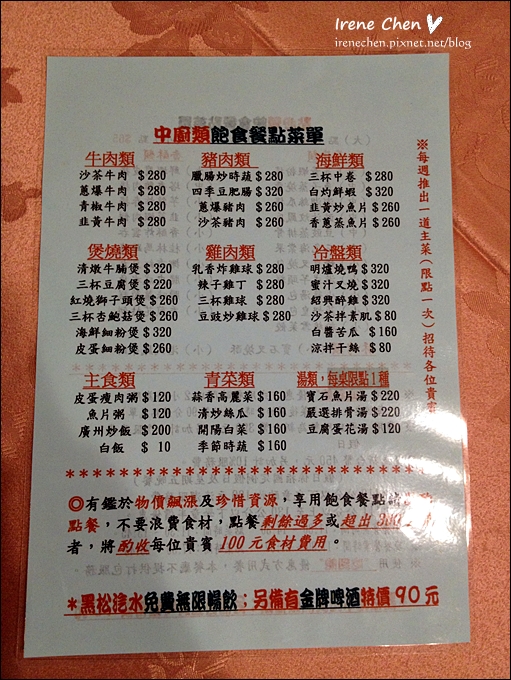 Irene Chen
irenechen.pixnet.net/blog
中廚類飽食餐點菜單
牛肉類
沙茶牛肉 $280
蔥爆牛肉 $280
青椒牛肉 $280
韭黃牛肉 $280
豬肉類
臘腸炒時蔬 $280
四季豆肥腸 $320
蔥爆豬肉 $260
沙茶豬肉 $260
海鮮類
三杯中卷 $280
白灼鮮蝦 $320
韭黃炒魚片 $260
香蔥蒸魚片 $260
煲燒類
清燉牛腩煲 $320
三杯豆腐煲 $220
紅燒獅子頭煲 $260
三杯杏鮑菇煲 $260
海鮮細粉煲 $320
皮蛋細粉煲 $260
雞肉類
乳香炸雞球 $280
辣子雞丁 $280
三杯雞球 $280
豆豉炒雞球 $280
冷盤類
明爐燒鴨 $320
蜜汁叉燒 $320
紹興醉雞 $320
沙茶拌素肌 $80
白醬苦瓜 $160
涼拌干絲 $80
※每週推出一道主菜(限點一次)招待各位貴賓
主食類
皮蛋瘦肉粥 $120
魚片粥 $120
廣州炒飯 $200
白飯 $ 10
青菜類
蒜香高麗菜 $160
清炒絲瓜 $160
開陽白菜 $160
季節時蔬 $160
湯類,每桌限點1種
寶石魚片湯 $220
嚴選排骨湯 $220
豆腐蛋花湯 $120
◎有鑑於物價飆漲及珍惜資源,享用飽食餐點請
點餐,不要浪費食材,點餐剩餘過多或超出
者,將酌收每位貴賓100元食材費用。
*黑松汽水免費無限暢飲;另備有金牌啤酒特價90元